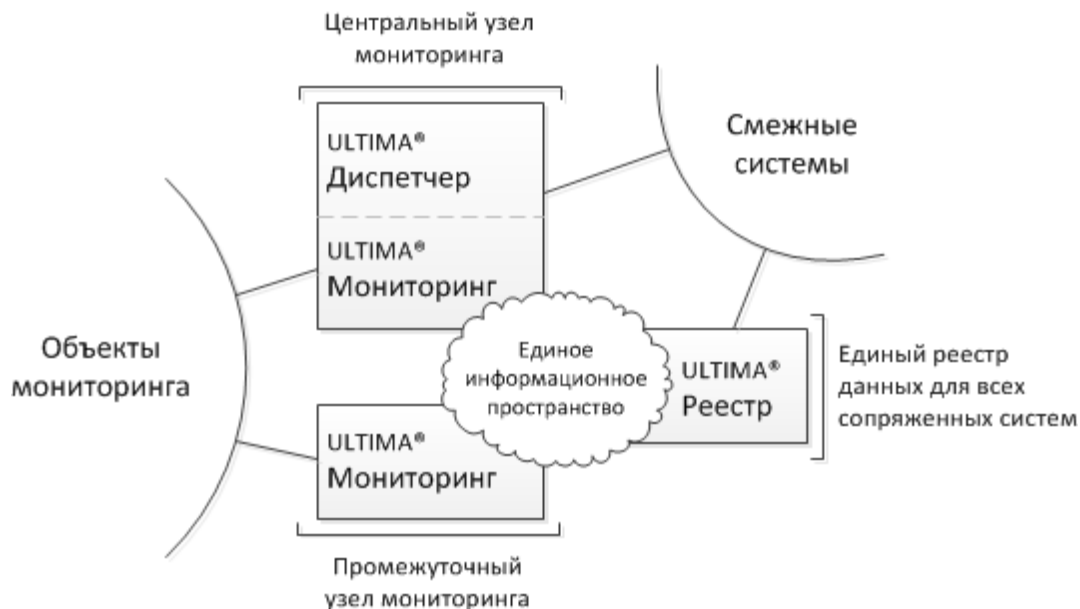 Центральный узел
мониторинга
ULTIMA®
Диспетчер
ULTIMA®
Мониторинг
Смежные
системы
Объекты
мониторинга
Единое
информационное
пространство
ULTIMA®
Реестр
Единый реестр
данных для всех
сопряженных систем
ULTIMA®
Мониторинг
Промежуточный
узел мониторинга